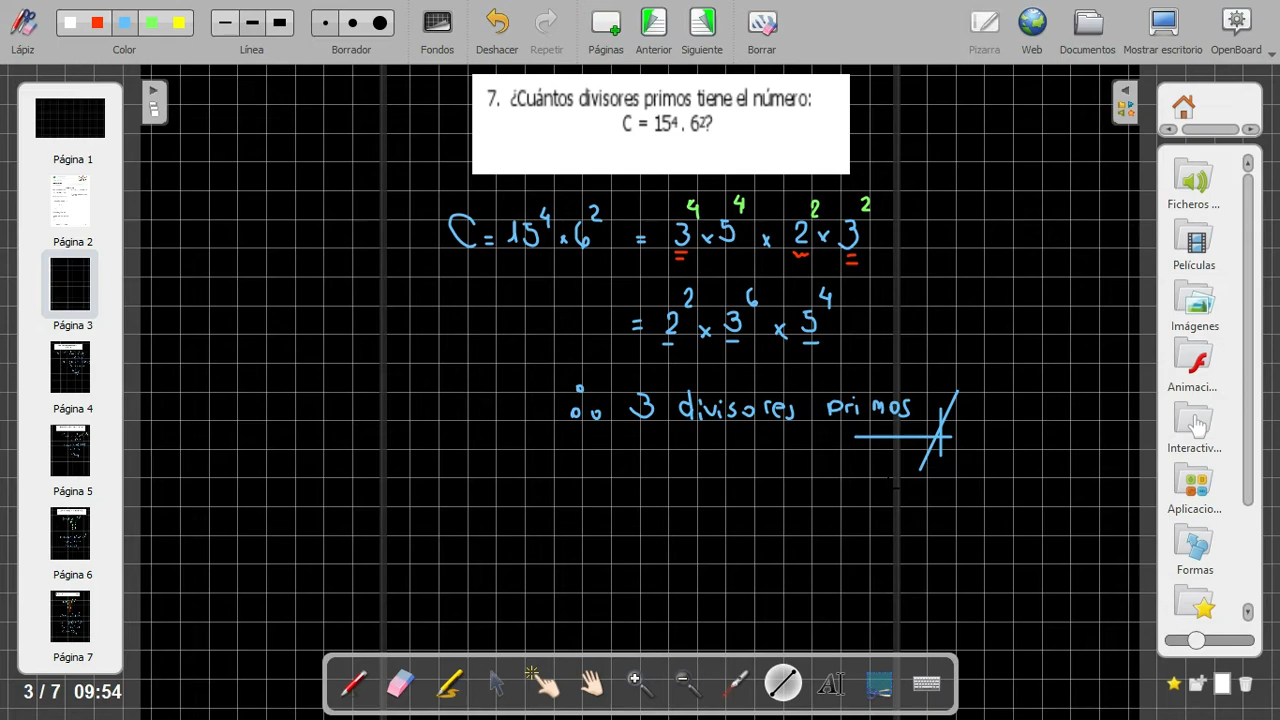 Lápiz
Color
Línea
Borrador
Fondos
Deshacer
Repetir
Páginas
Anterior
Siguiente
Borrar
Pizarra
Web
Documentos
Mostrar escritorio
OpenBoard
7. ¿Cuántos divisores primos tiene el número:
C = 15⁴ . 6²?
C = 15⁴ × 6² = 3⁴ × 5⁴ × 2² × 3²
= 2² × 3⁶ × 5⁴
∴ 3 divisores primos
Página 1
Página 2
Página 3
Página 4
Página 5
Página 6
Página 7
3 / 7 09:54
Ficheros ...
Películas
Imágenes
Animaci...
Interactiv...
Aplicacio...
Formas
AI